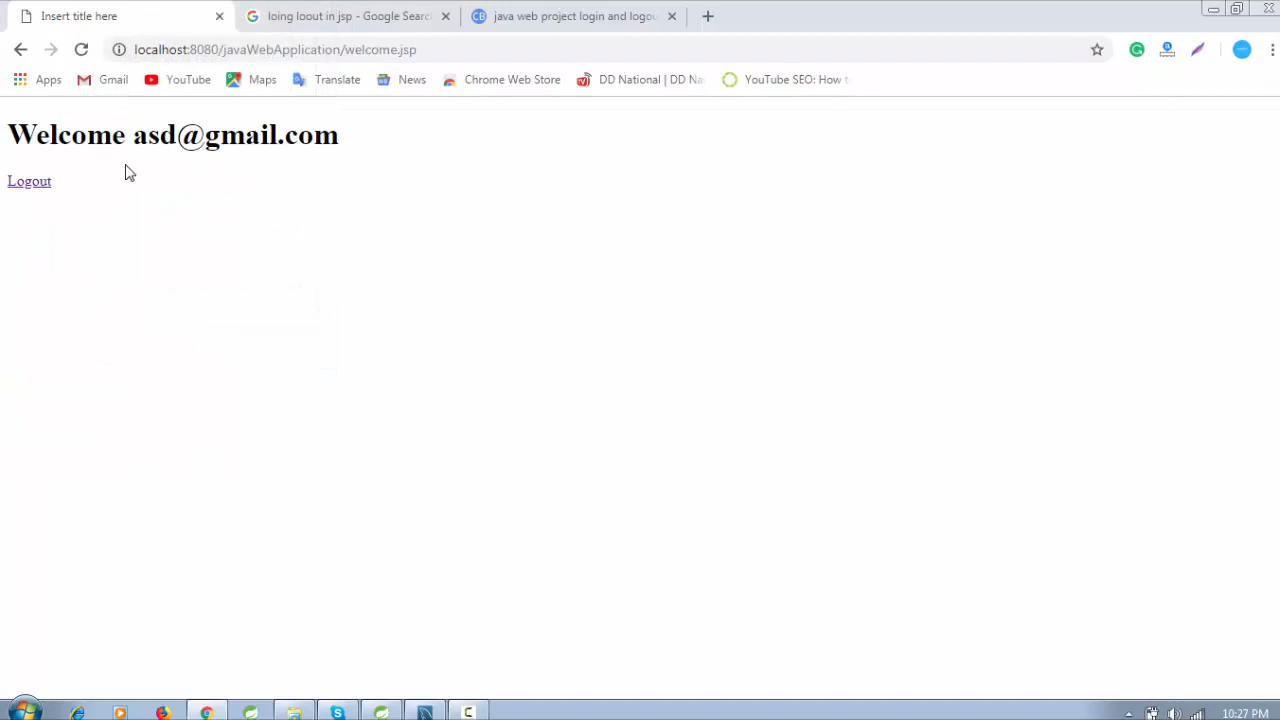 Insert title here
loing loout in jsp - Google Searc
java web project login and logou
localhost:8080/javaWebApplication/welcome.jsp
Apps
Gmail
YouTube
Maps
Translate
News
Chrome Web Store
DD National | DD Na
YouTube SEO: How t
Welcome asd@gmail.com
Logout
10:27 PM